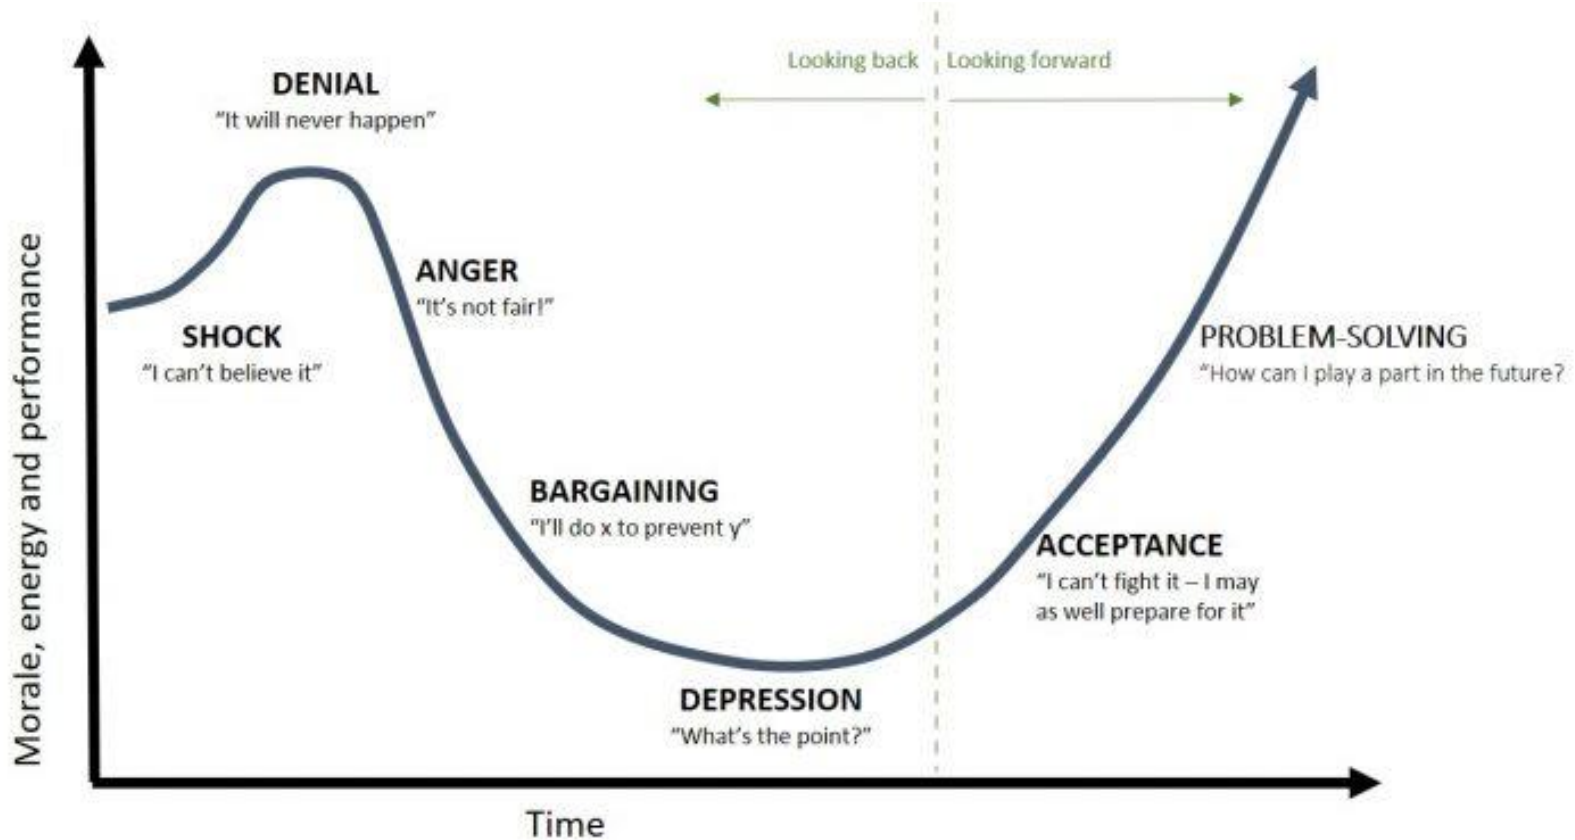 Looking back
Looking forward
DENIAL
“It will never happen”
ANGER
“It’s not fair!”
SHOCK
“I can’t believe it”
PROBLEM-SOLVING
“How can I play a part in the future?
BARGAINING
“I’ll do x to prevent y”
ACCEPTANCE
“I can’t fight it – I may
as well prepare for it”
DEPRESSION
“What’s the point?”
Morale, energy and performance
Time